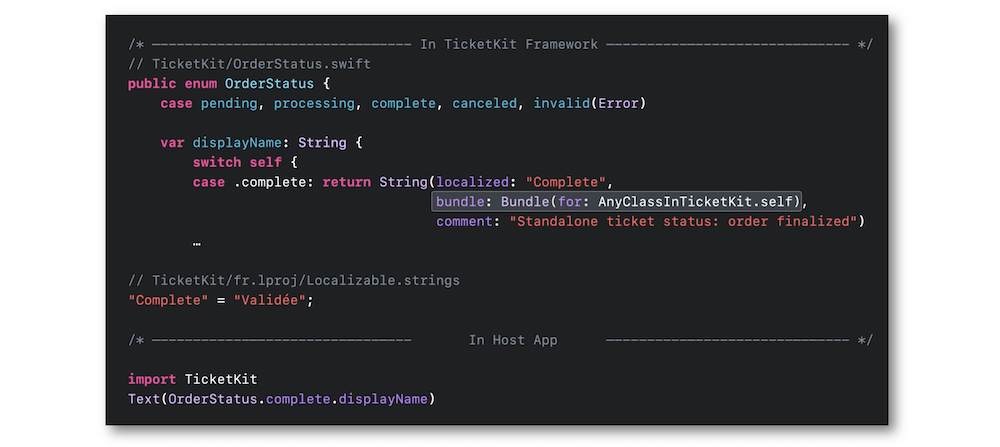 /* ——————————————————————————————— In TicketKit Framework ————————————————————————————— */
// TicketKit/OrderStatus.swift
public enum OrderStatus {
    case pending, processing, complete, canceled, invalid(Error)
    var displayName: String {
        switch self {
        case .complete: return String(localized: "Complete",
                                      bundle: Bundle(for: AnyClassInTicketKit.self),
                                      comment: "Standalone ticket status: order finalized")
        …
// TicketKit/fr.lproj/Localizable.strings
"Complete" = "Validée";
/* ———————————————————————————————       In Host App      ————————————————————————————— */
import TicketKit
Text(OrderStatus.complete.displayName)